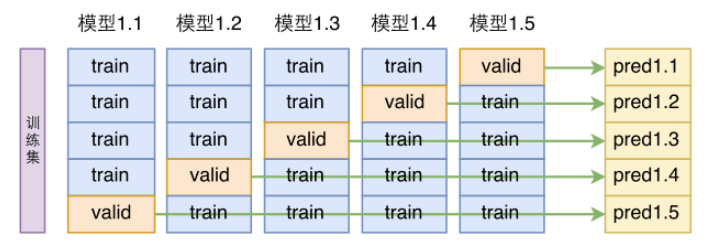 模型1.1 模型1.2 模型1.3 模型1.4 模型1.5
训练集
train train train train valid pred1.1
train train train valid train pred1.2
train train valid train train pred1.3
train valid train train train pred1.4
valid train train train train pred1.5